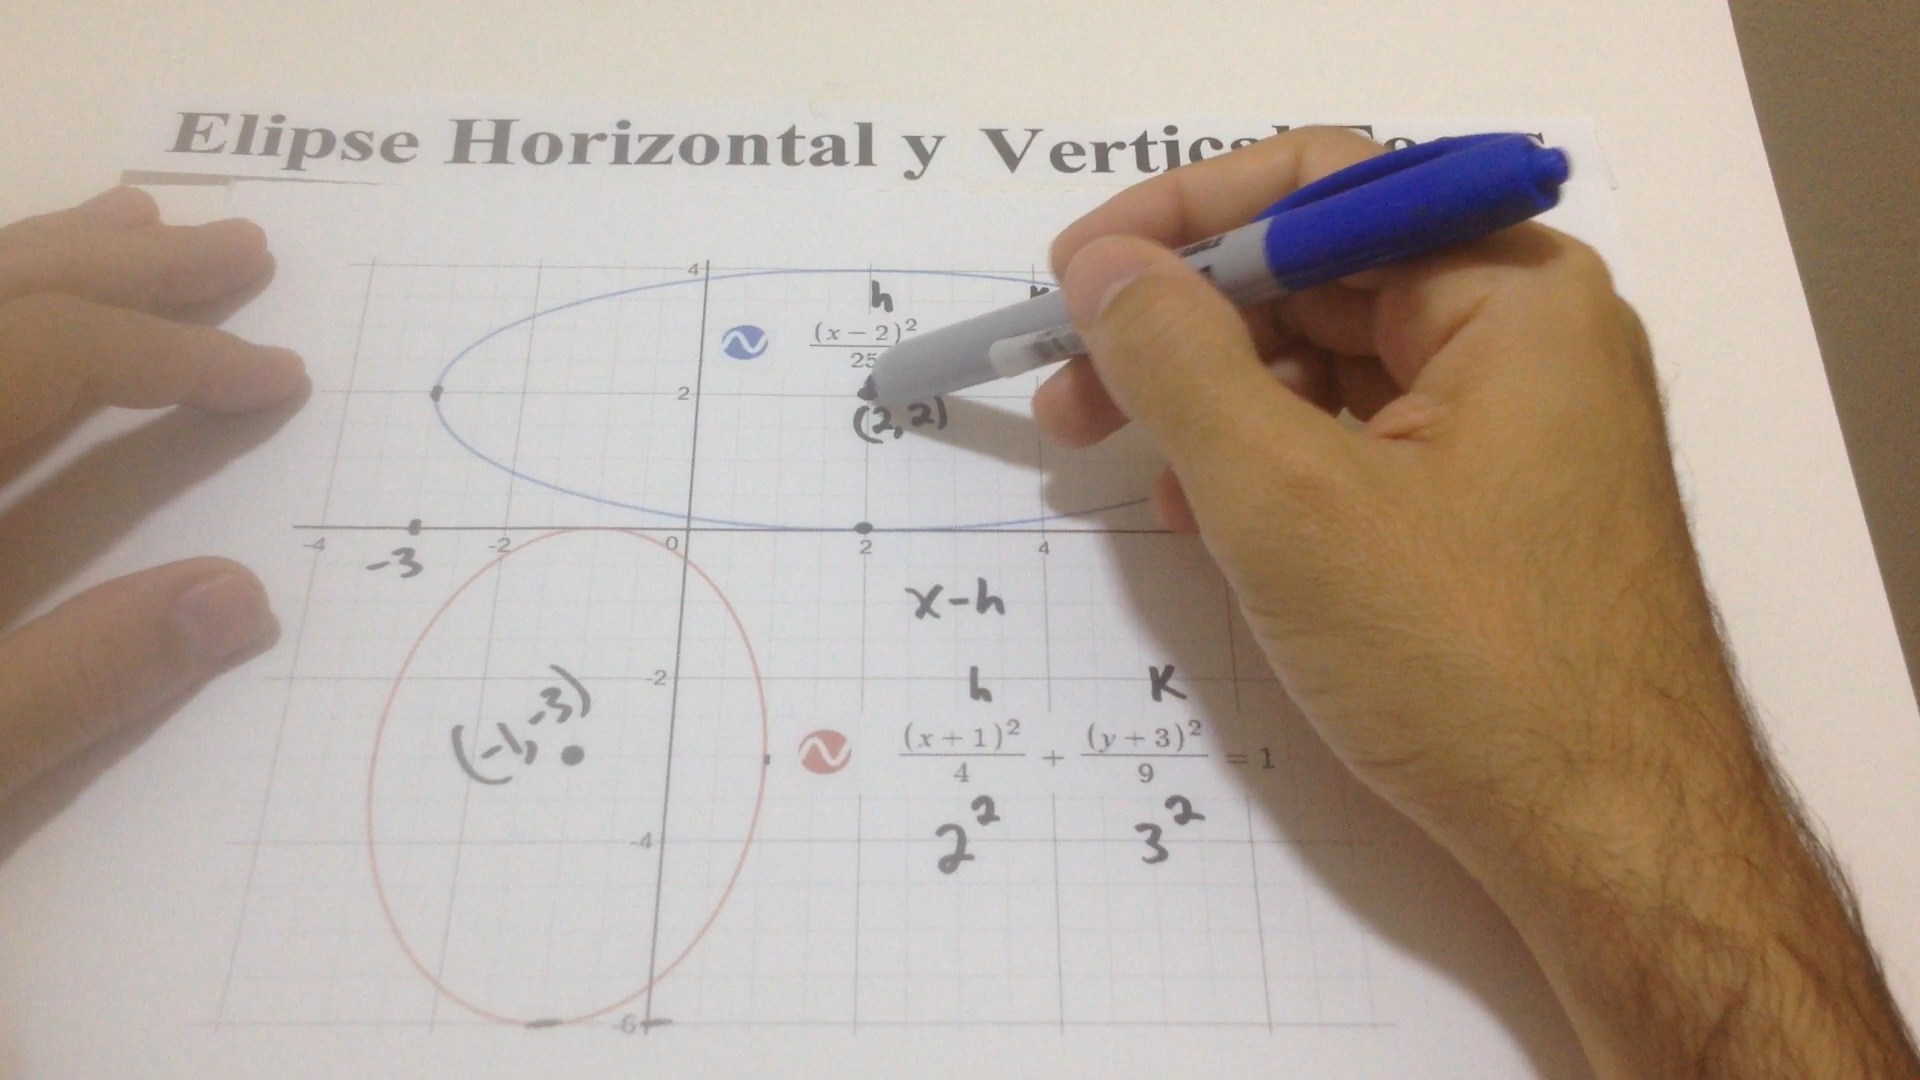 Elipse Horizontal y
4
h
(x − 2)²
25
2
(2,2)
-4 -2 0 2 4
-3
x-h
-2
h K
(-1,-3)
(x + 1)² + (y + 3)² = 1
4 9
-4
2² 3²
-6